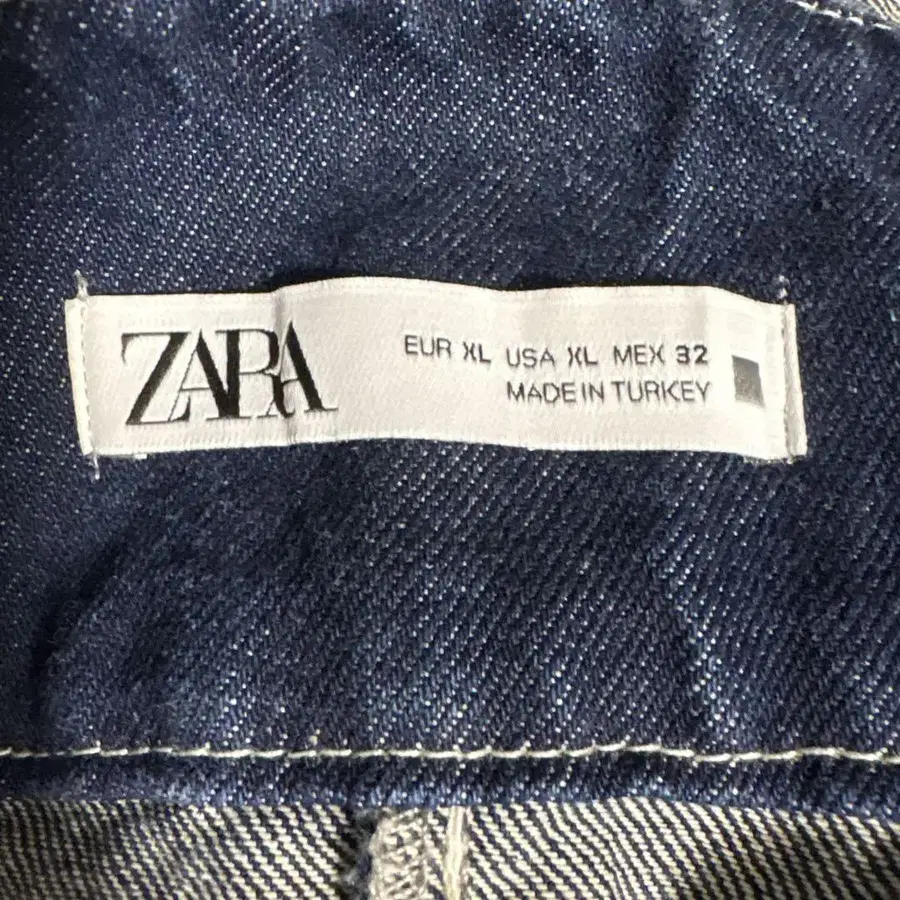 ZARA
EUR XL USA XL MEX 32
MADE IN TURKEY